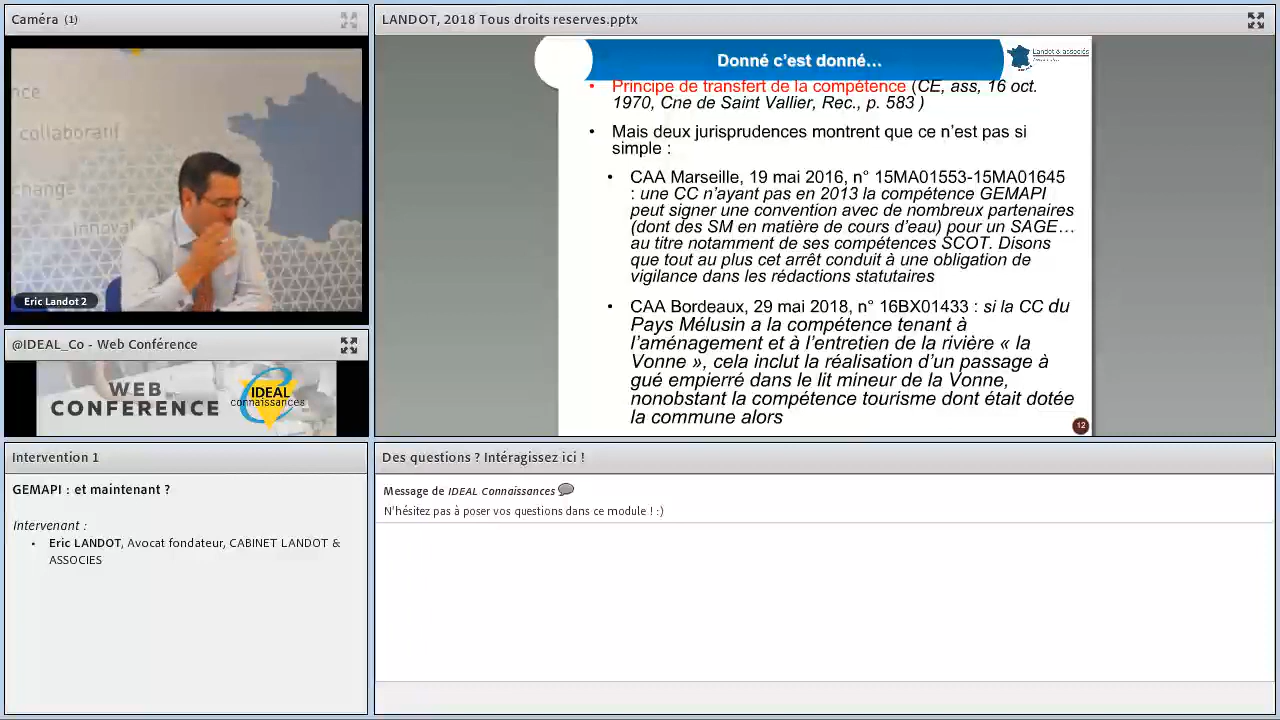 Caméra (1)
nce
collaboratif
change
innova
Eric Landot 2
@IDEAL_Co - Web Conférence
WEB
CONFERENCE
IDEAL
connaissances
Intervention 1
GEMAPI : et maintenant ?
Intervenant :
• Eric LANDOT, Avocat fondateur, CABINET LANDOT &
ASSOCIES
LANDOT, 2018 Tous droits reserves.pptx
Donné c'est donné…
Landot & associés
• Principe de transfert de la compétence (CE, ass, 16 oct.
1970, Cne de Saint Vallier, Rec., p. 583 )
• Mais deux jurisprudences montrent que ce n'est pas si
simple :
• CAA Marseille, 19 mai 2016, n° 15MA01553-15MA01645
: une CC n'ayant pas en 2013 la compétence GEMAPI
peut signer une convention avec de nombreux partenaires
(dont des SM en matière de cours d'eau) pour un SAGE…
au titre notamment de ses compétences SCOT. Disons
que tout au plus cet arrêt conduit à une obligation de
vigilance dans les rédactions statutaires
• CAA Bordeaux, 29 mai 2018, n° 16BX01433 : si la CC du
Pays Mélusin a la compétence tenant à
l'aménagement et à l'entretien de la rivière « la
Vonne », cela inclut la réalisation d'un passage à
gué empierré dans le lit mineur de la Vonne,
nonobstant la compétence tourisme dont était dotée
la commune alors
12
Des questions ? Intéragissez ici !
Message de IDEAL Connaissances
N'hésitez pas à poser vos questions dans ce module ! :)